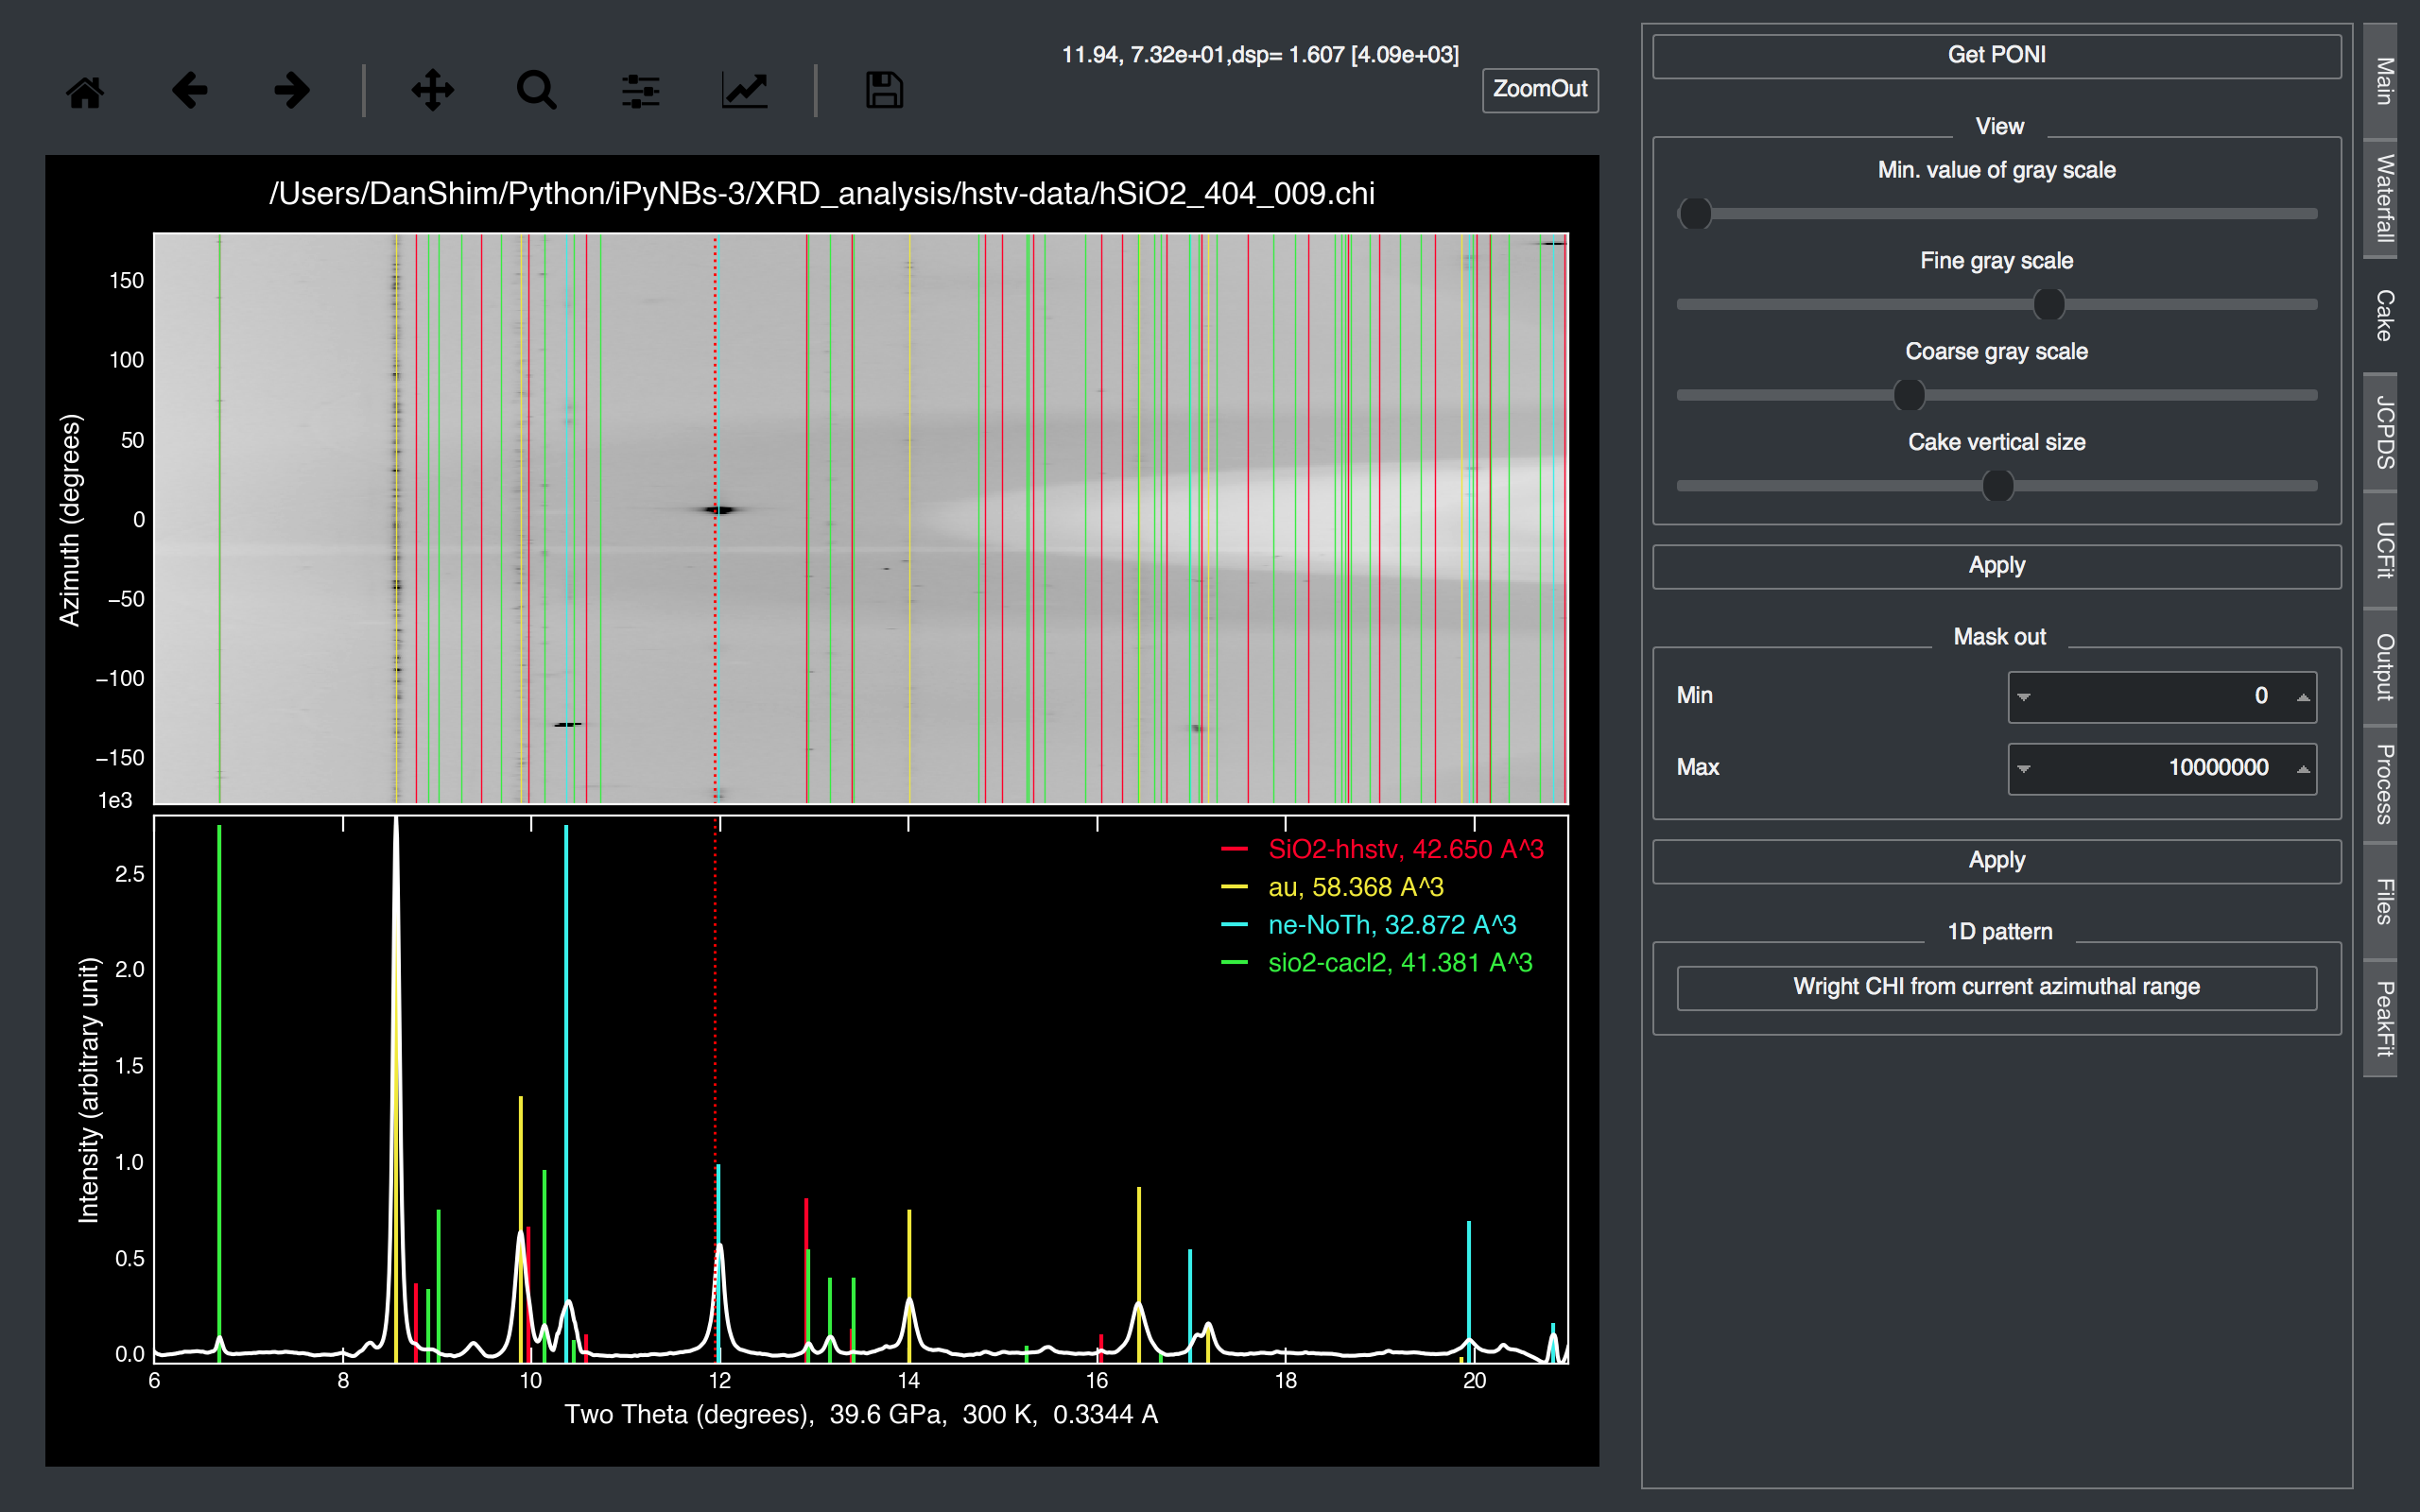 11.94, 7.32e+01,dsp= 1.607 [4.09e+03]
ZoomOut
/Users/DanShim/Python/iPyNBs-3/XRD_analysis/hstv-data/hSiO2_404_009.chi
150
100
50
0
−50
−100
−150
Azimuth (degrees)
1e3
2.5
2.0
1.5
1.0
0.5
0.0
Intensity (arbitrary unit)
SiO2-hhstv, 42.650 A^3
au, 58.368 A^3
ne-NoTh, 32.872 A^3
sio2-cacl2, 41.381 A^3
6 8 10 12 14 16 18 20
Two Theta (degrees), 39.6 GPa, 300 K, 0.3344 A
Get PONI
View
Min. value of gray scale
Fine gray scale
Coarse gray scale
Cake vertical size
Apply
Mask out
Min 0
Max 10000000
Apply
1D pattern
Wright CHI from current azimuthal range
Main
Waterfall
Cake
JCPDS
UCFit
Output
Process
Files
PeakFit